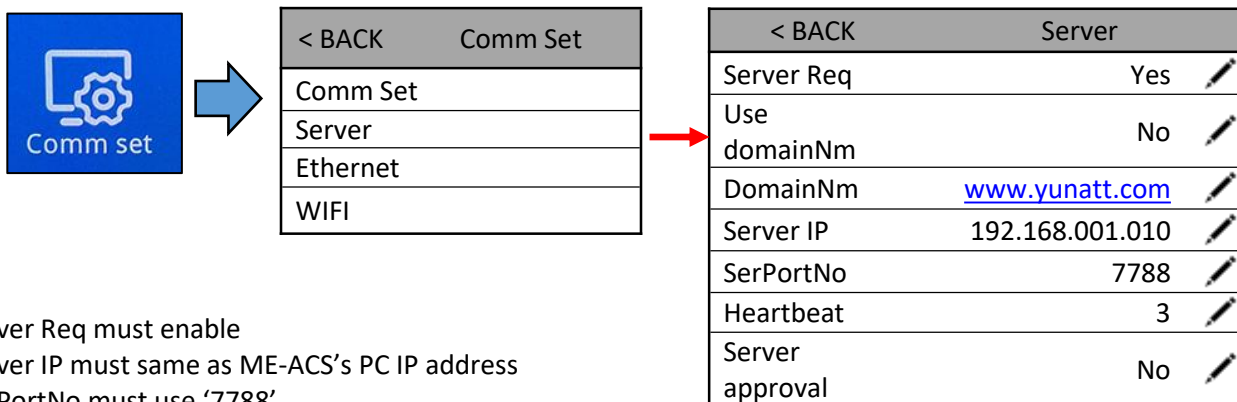 Comm set
< BACK Comm Set
Comm Set
Server
Ethernet
WIFI
< BACK Server
Server Req Yes
Use
domainNm No
DomainNm www.yunatt.com
Server IP 192.168.001.010
SerPortNo 7788
Heartbeat 3
Server
approval No
ver Req must enable
ver IP must same as ME-ACS's PC IP address
PortNo must use ‘7788’